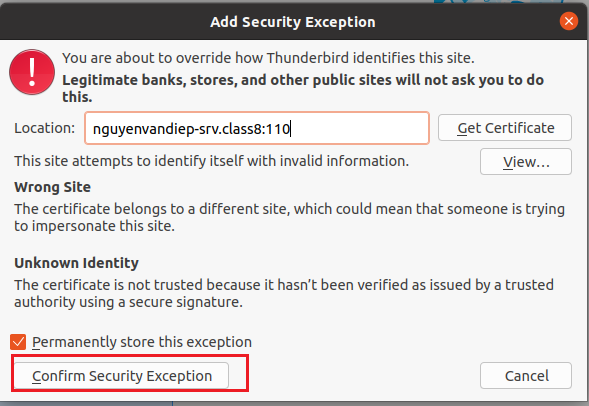 Add Security Exception
You are about to override how Thunderbird identifies this site.
Legitimate banks, stores, and other public sites will not ask you to do
this.
Location: nguyenvandiep-srv.class8:110 Get Certificate
This site attempts to identify itself with invalid information. View...
Wrong Site
The certificate belongs to a different site, which could mean that someone is trying
to impersonate this site.
Unknown Identity
The certificate is not trusted because it hasn't been verified as issued by a trusted
authority using a secure signature.
Permanently store this exception
Confirm Security Exception Cancel